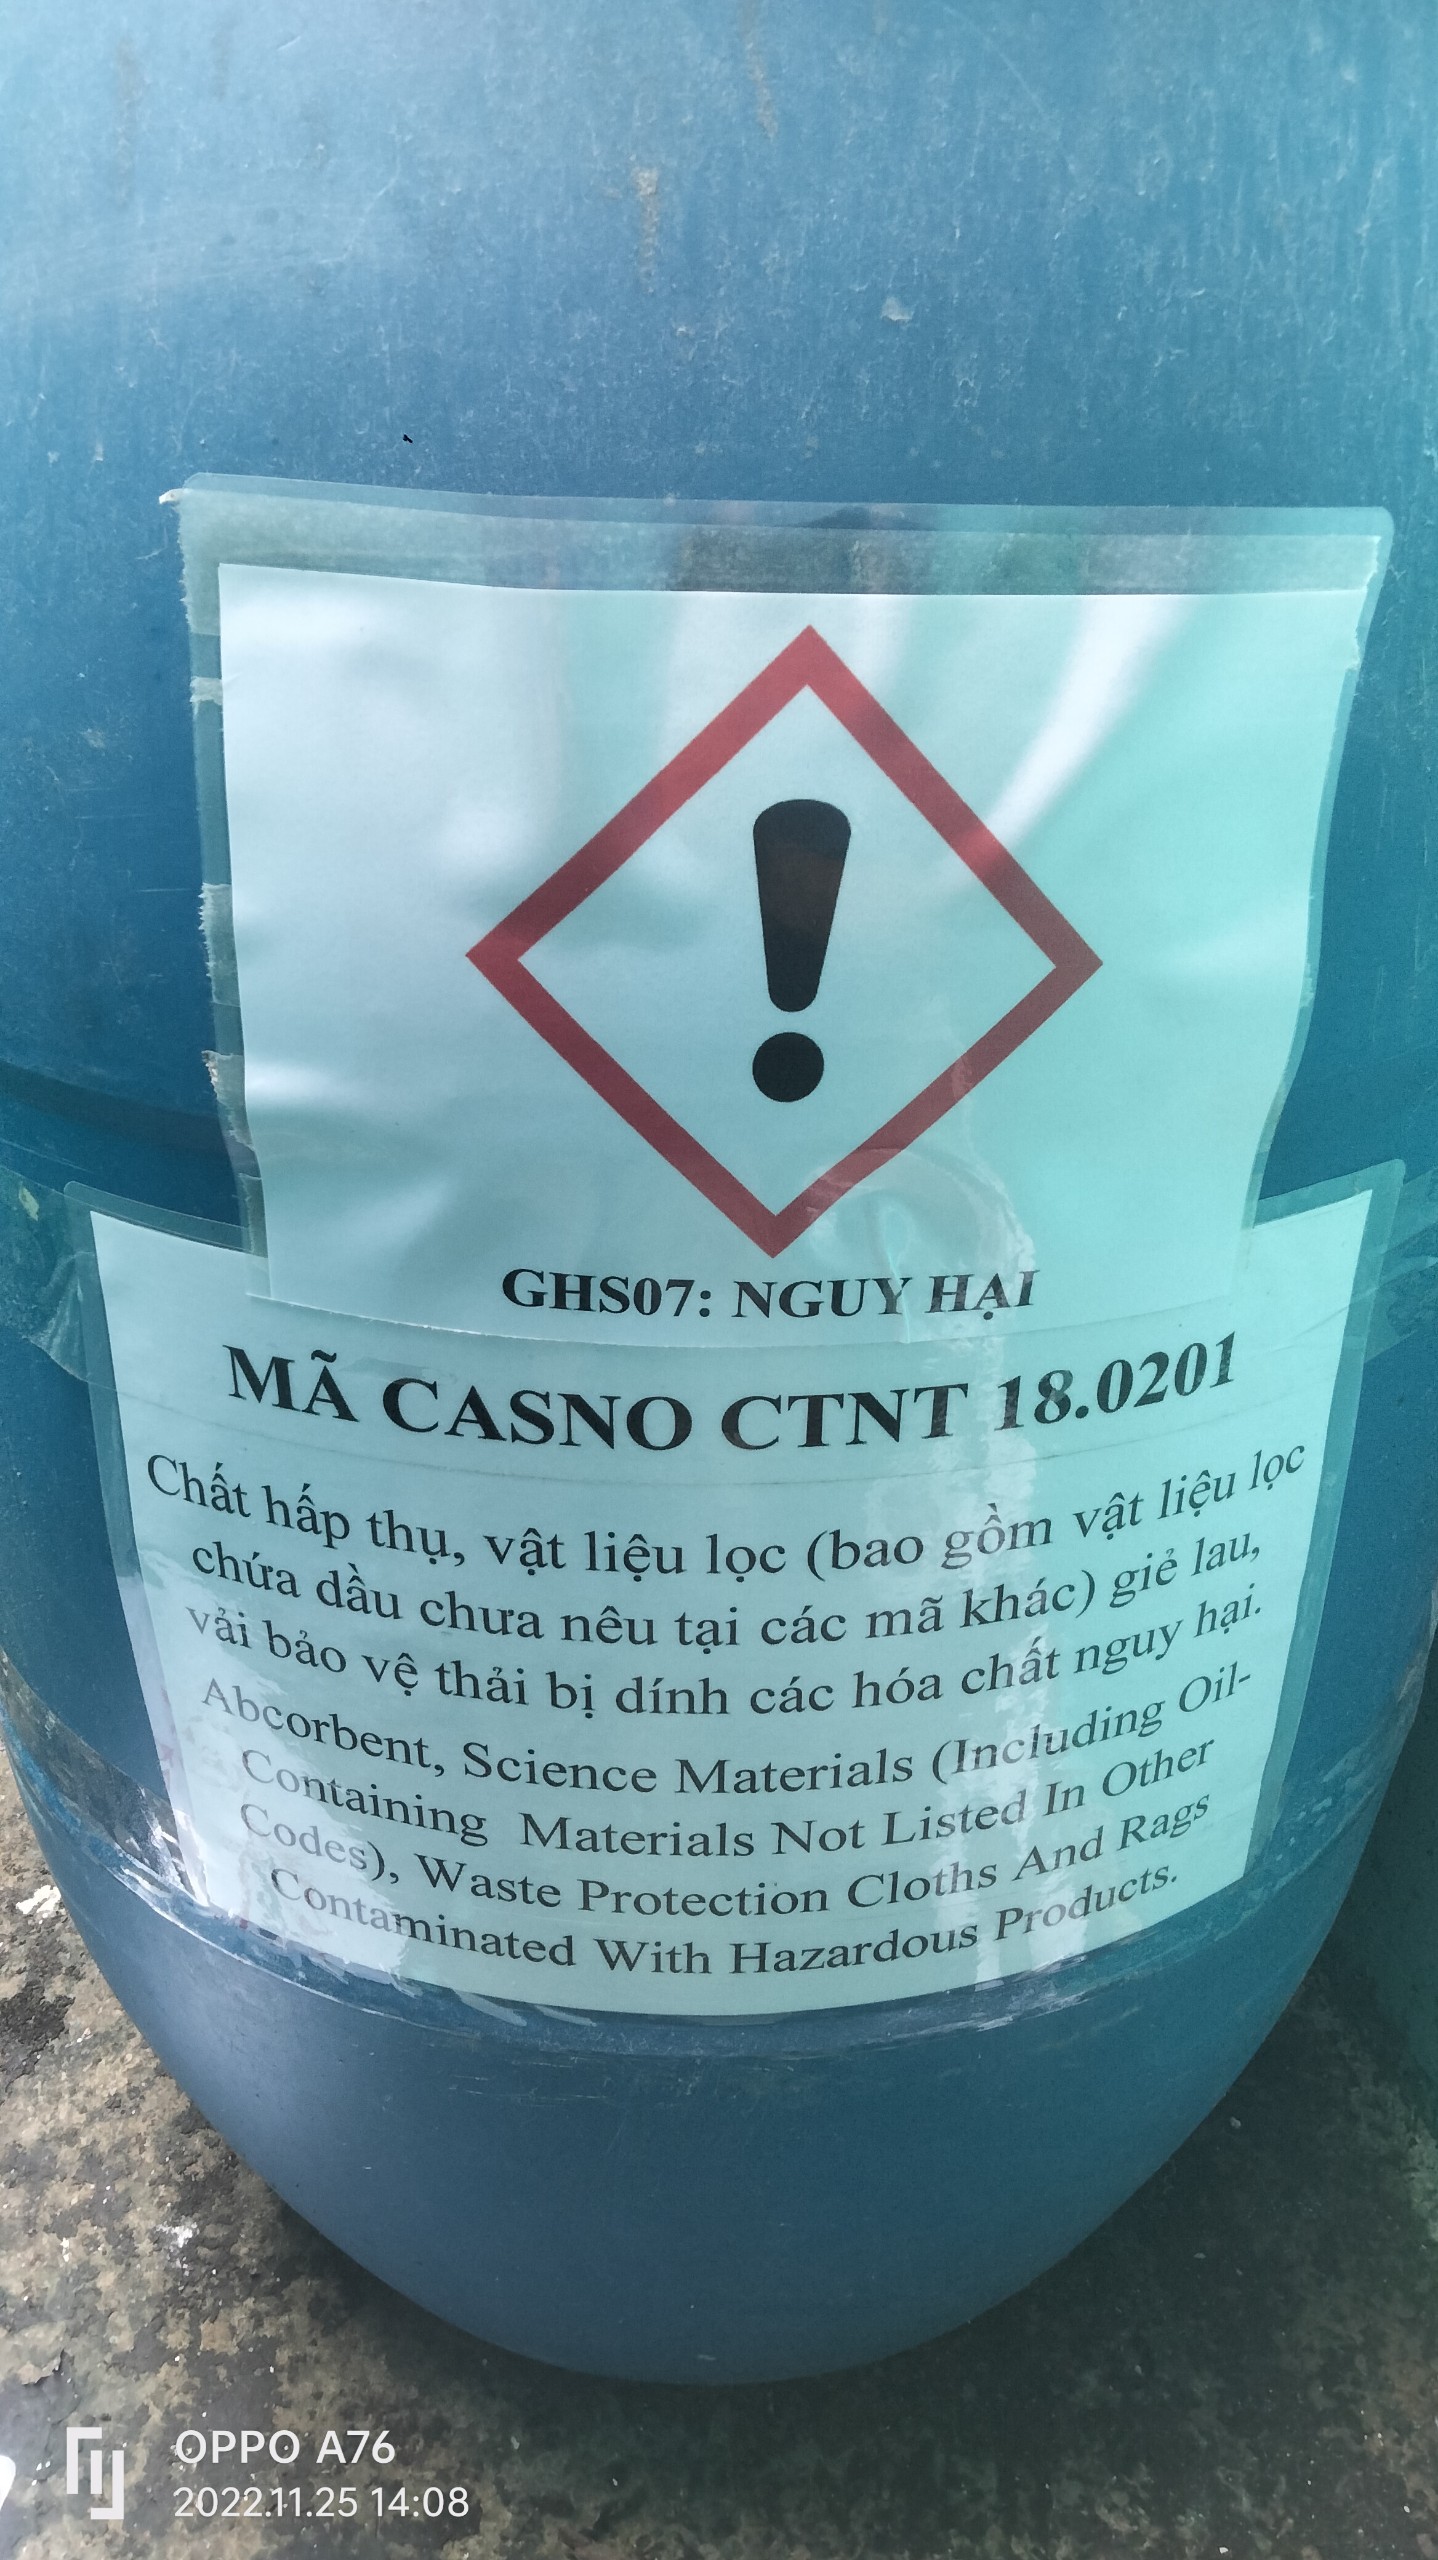 GHS07: NGUY HẠI
MÃ CASNO CTNT 18.0201
Chất hấp thụ, vật liệu lọc (bao gồm vật liệu lọc
chứa dầu chưa nêu tại các mã khác) giẻ lau,
vải bảo vệ thải bị dính các hóa chất nguy hại.
Abcorbent, Science Materials (Including Oil-
Containing Materials Not Listed In Other
Codes), Waste Protection Cloths And Rags
Contaminated With Hazardous Products.
OPPO A76
2022.11.25 14:08